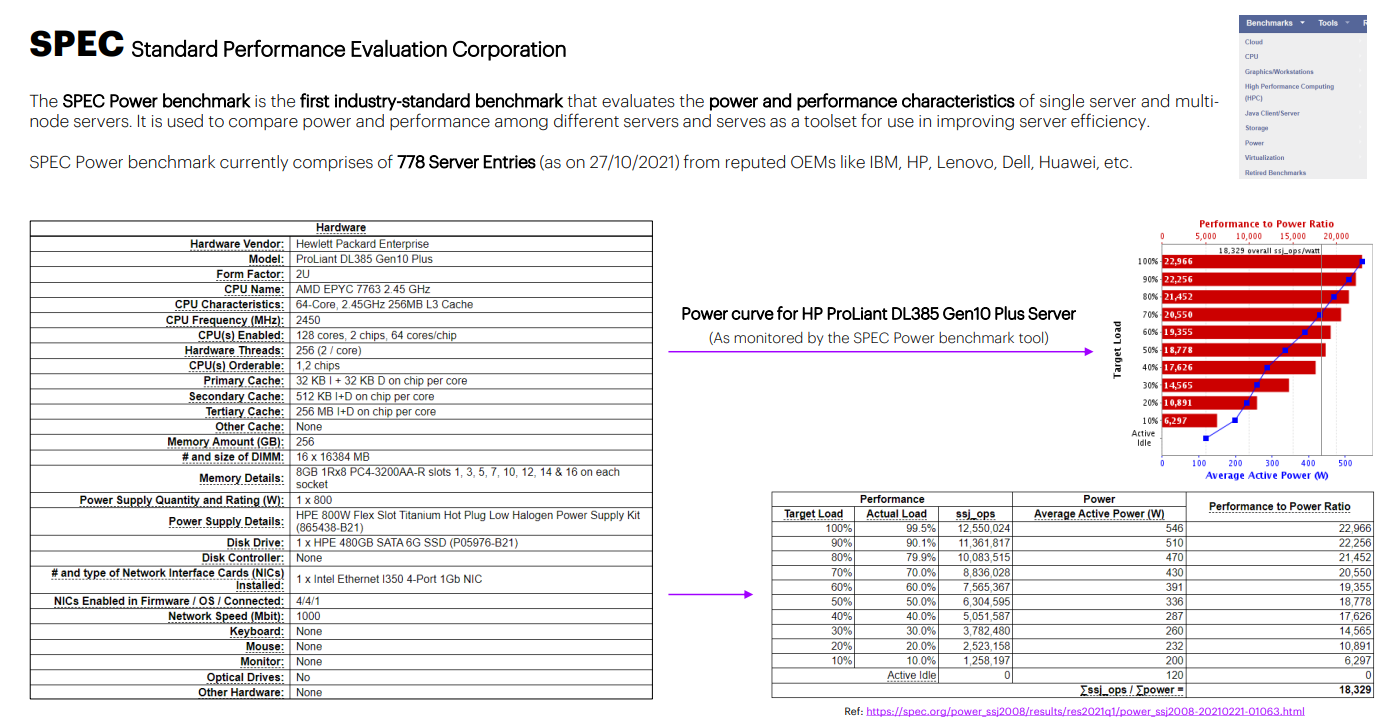 SPEC Standard Performance Evaluation Corporation
Benchmarks Tools R
Cloud
CPU
Graphics/Workstations
High Performance Computing
(HPC)
Java Client/Server
Storage
Power
Virtualization
Retired Benchmarks
The SPEC Power benchmark is the first industry-standard benchmark that evaluates the power and performance characteristics of single server and multi-
node servers. It is used to compare power and performance among different servers and serves as a toolset for use in improving server efficiency.
SPEC Power benchmark currently comprises of 778 Server Entries (as on 27/10/2021) from reputed OEMs like IBM, HP, Lenovo, Dell, Huawei, etc.
Hardware
Hardware Vendor: Hewlett Packard Enterprise
Model: ProLiant DL385 Gen10 Plus
Form Factor: 2U
CPU Name: AMD EPYC 7763 2.45 GHz
CPU Characteristics: 64-Core, 2.45GHz 256MB L3 Cache
CPU Frequency (MHz): 2450
CPU(s) Enabled: 128 cores, 2 chips, 64 cores/chip
Hardware Threads: 256 (2 / core)
CPU(s) Orderable: 1,2 chips
Primary Cache: 32 KB I + 32 KB D on chip per core
Secondary Cache: 512 KB I+D on chip per core
Tertiary Cache: 256 MB I+D on chip per core
Other Cache: None
Memory Amount (GB): 256
# and size of DIMM: 16 x 16384 MB
Memory Details: 8GB 1Rx8 PC4-3200AA-R slots 1, 3, 5, 7, 10, 12, 14 & 16 on each
socket
Power Supply Quantity and Rating (W): 1 x 800
Power Supply Details: HPE 800W Flex Slot Titanium Hot Plug Low Halogen Power Supply Kit
(865438-B21)
Disk Drive: 1 x HPE 480GB SATA 6G SSD (P05976-B21)
Disk Controller: None
# and type of Network Interface Cards (NICs)
Installed: 1 x Intel Ethernet I350 4-Port 1Gb NIC
NICs Enabled in Firmware / OS / Connected: 4/4/1
Network Speed (Mbit): 1000
Keyboard: None
Mouse: None
Monitor: None
Optical Drives: No
Other Hardware: None
Power curve for HP ProLiant DL385 Gen10 Plus Server
(As monitored by the SPEC Power benchmark tool)
Performance to Power Ratio
0 5,000 10,000 15,000 20,000
18,329 overall ssj_ops/watt
Target Load
100% 22,966
90% 22,256
80% 21,452
70% 20,550
60% 19,355
50% 18,778
40% 17,626
30% 14,565
20% 10,891
10% 6,297
Active
Idle
0 100 200 300 400 500
Average Active Power (W)
Performance Power Performance to Power Ratio
Target Load Actual Load ssj_ops Average Active Power (W)
100% 99.5% 12,550,024 546 22,966
90% 90.1% 11,361,817 510 22,256
80% 79.9% 10,083,515 470 21,452
70% 70.0% 8,836,028 430 20,550
60% 60.0% 7,565,367 391 19,355
50% 50.0% 6,304,595 336 18,778
40% 40.0% 5,051,587 287 17,626
30% 30.0% 3,782,480 260 14,565
20% 20.0% 2,523,158 232 10,891
10% 10.0% 1,258,197 200 6,297
Active Idle 0 120 0
∑ssj_ops / ∑power = 18,329
Ref: https://spec.org/power_ssj2008/results/res2021q1/power_ssj2008-20210221-01063.html